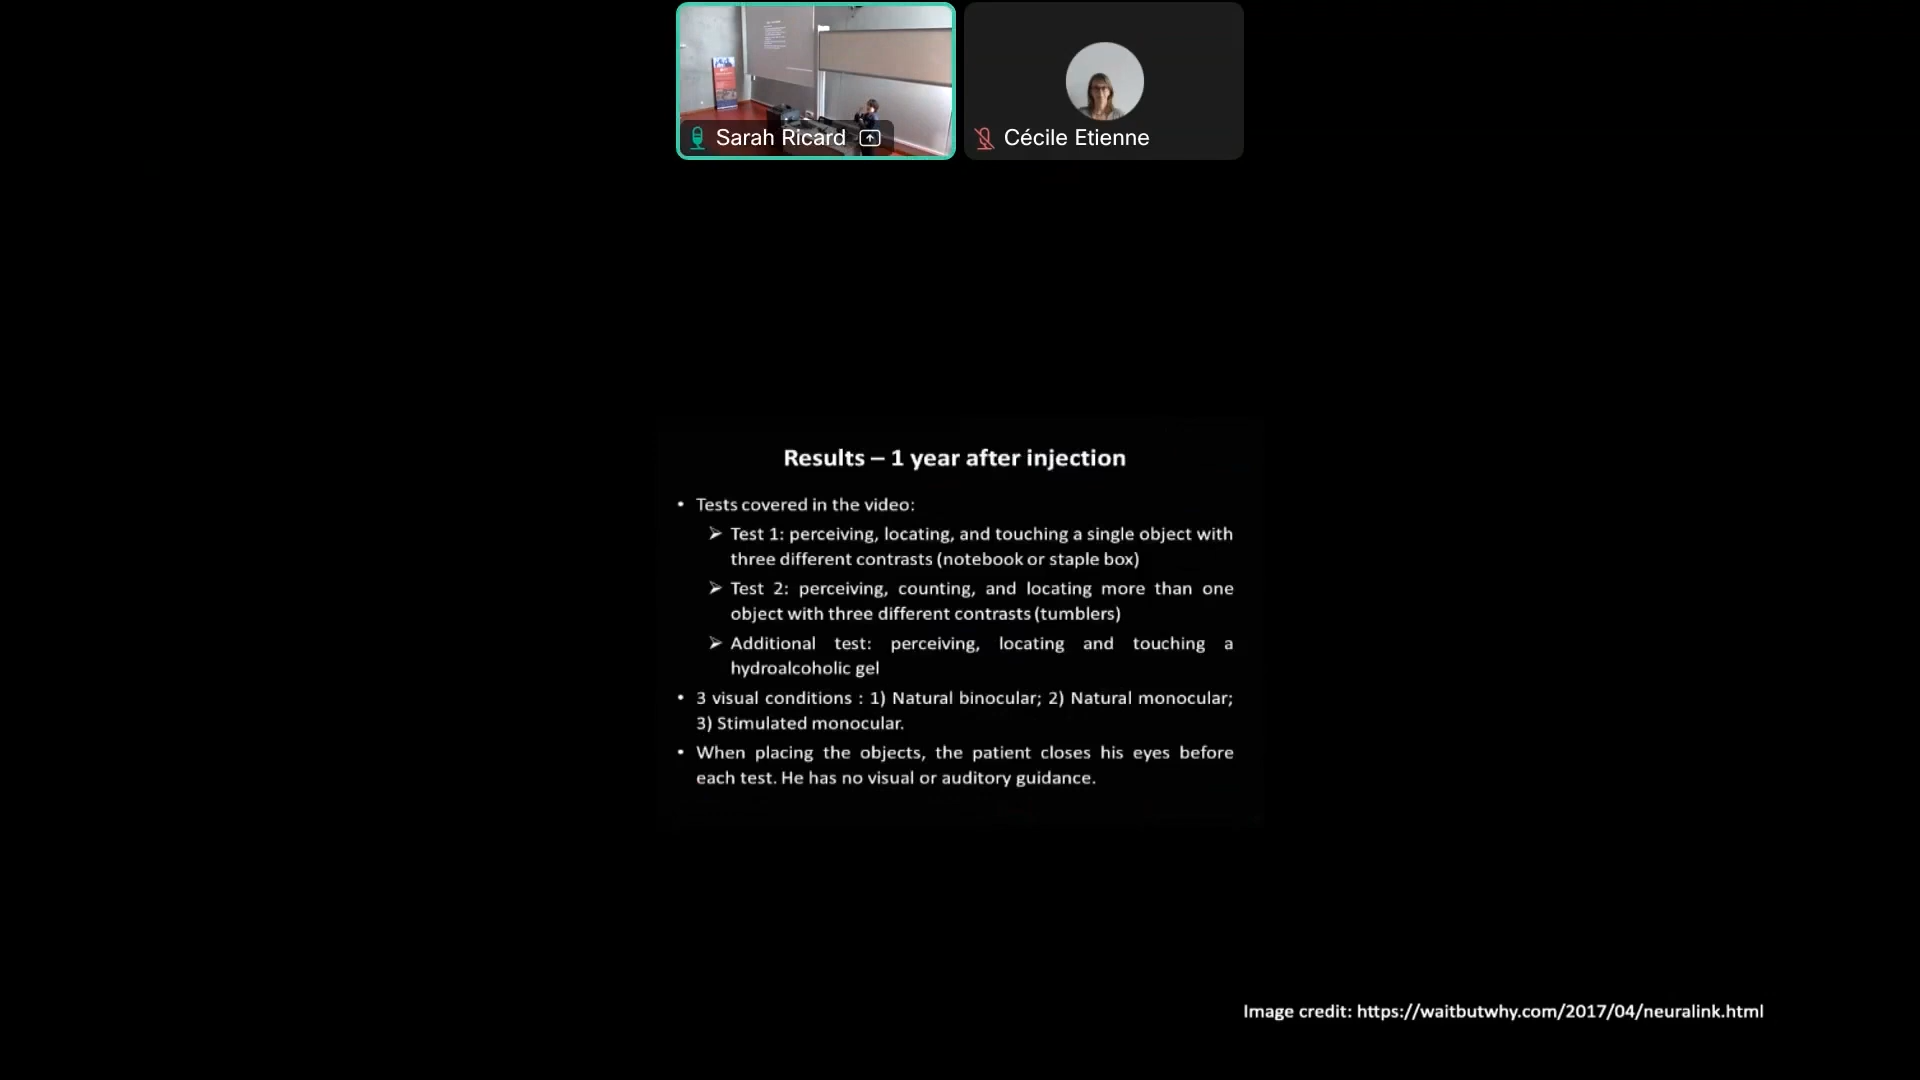 Sarah Ricard
Cécile Etienne
Results – 1 year after injection
• Tests covered in the video:
➢ Test 1: perceiving, locating, and touching a single object with
three different contrasts (notebook or staple box)
➢ Test 2: perceiving, counting, and locating more than one
object with three different contrasts (tumblers)
➢ Additional test: perceiving, locating and touching a
hydroalcoholic gel
• 3 visual conditions : 1) Natural binocular; 2) Natural monocular;
3) Stimulated monocular.
• When placing the objects, the patient closes his eyes before
each test. He has no visual or auditory guidance.
Image credit: https://waitbutwhy.com/2017/04/neuralink.html